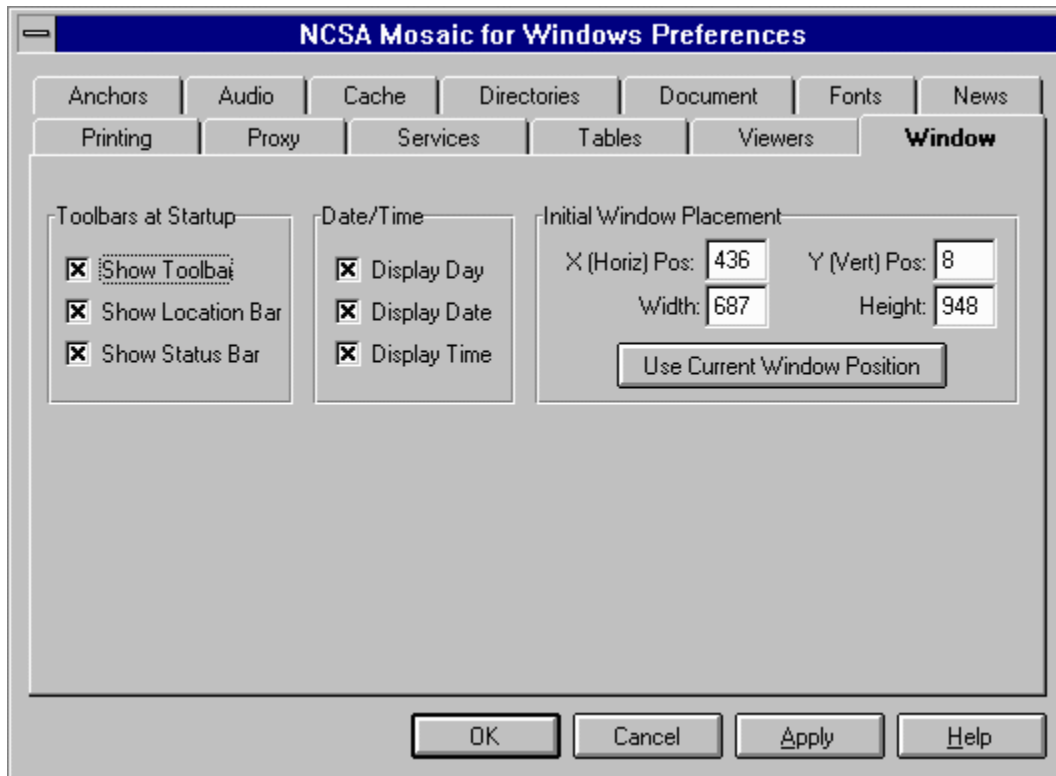 NCSA Mosaic for Windows Preferences
Anchors Audio Cache Directories Document Fonts News
Printing Proxy Services Tables Viewers Window
Toolbars at Startup Date/Time Initial Window Placement
Show Toolbar Display Day X (Horiz) Pos: 436 Y (Vert) Pos: 8
Show Location Bar Display Date Width: 687 Height: 948
Show Status Bar Display Time Use Current Window Position
OK Cancel Apply Help